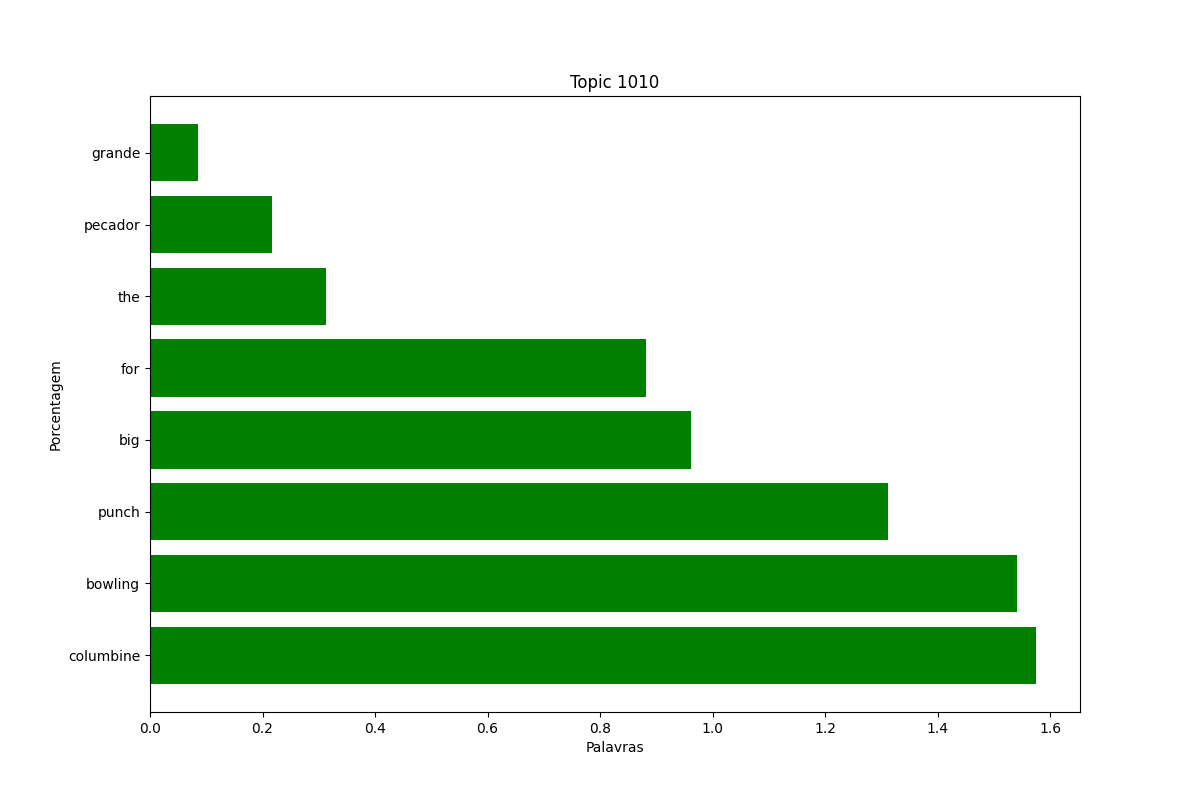 Topic 1010
grande
pecador
the
for
big
punch
bowling
columbine
Porcentagem
0.0 0.2 0.4 0.6 0.8 1.0 1.2 1.4 1.6
Palavras